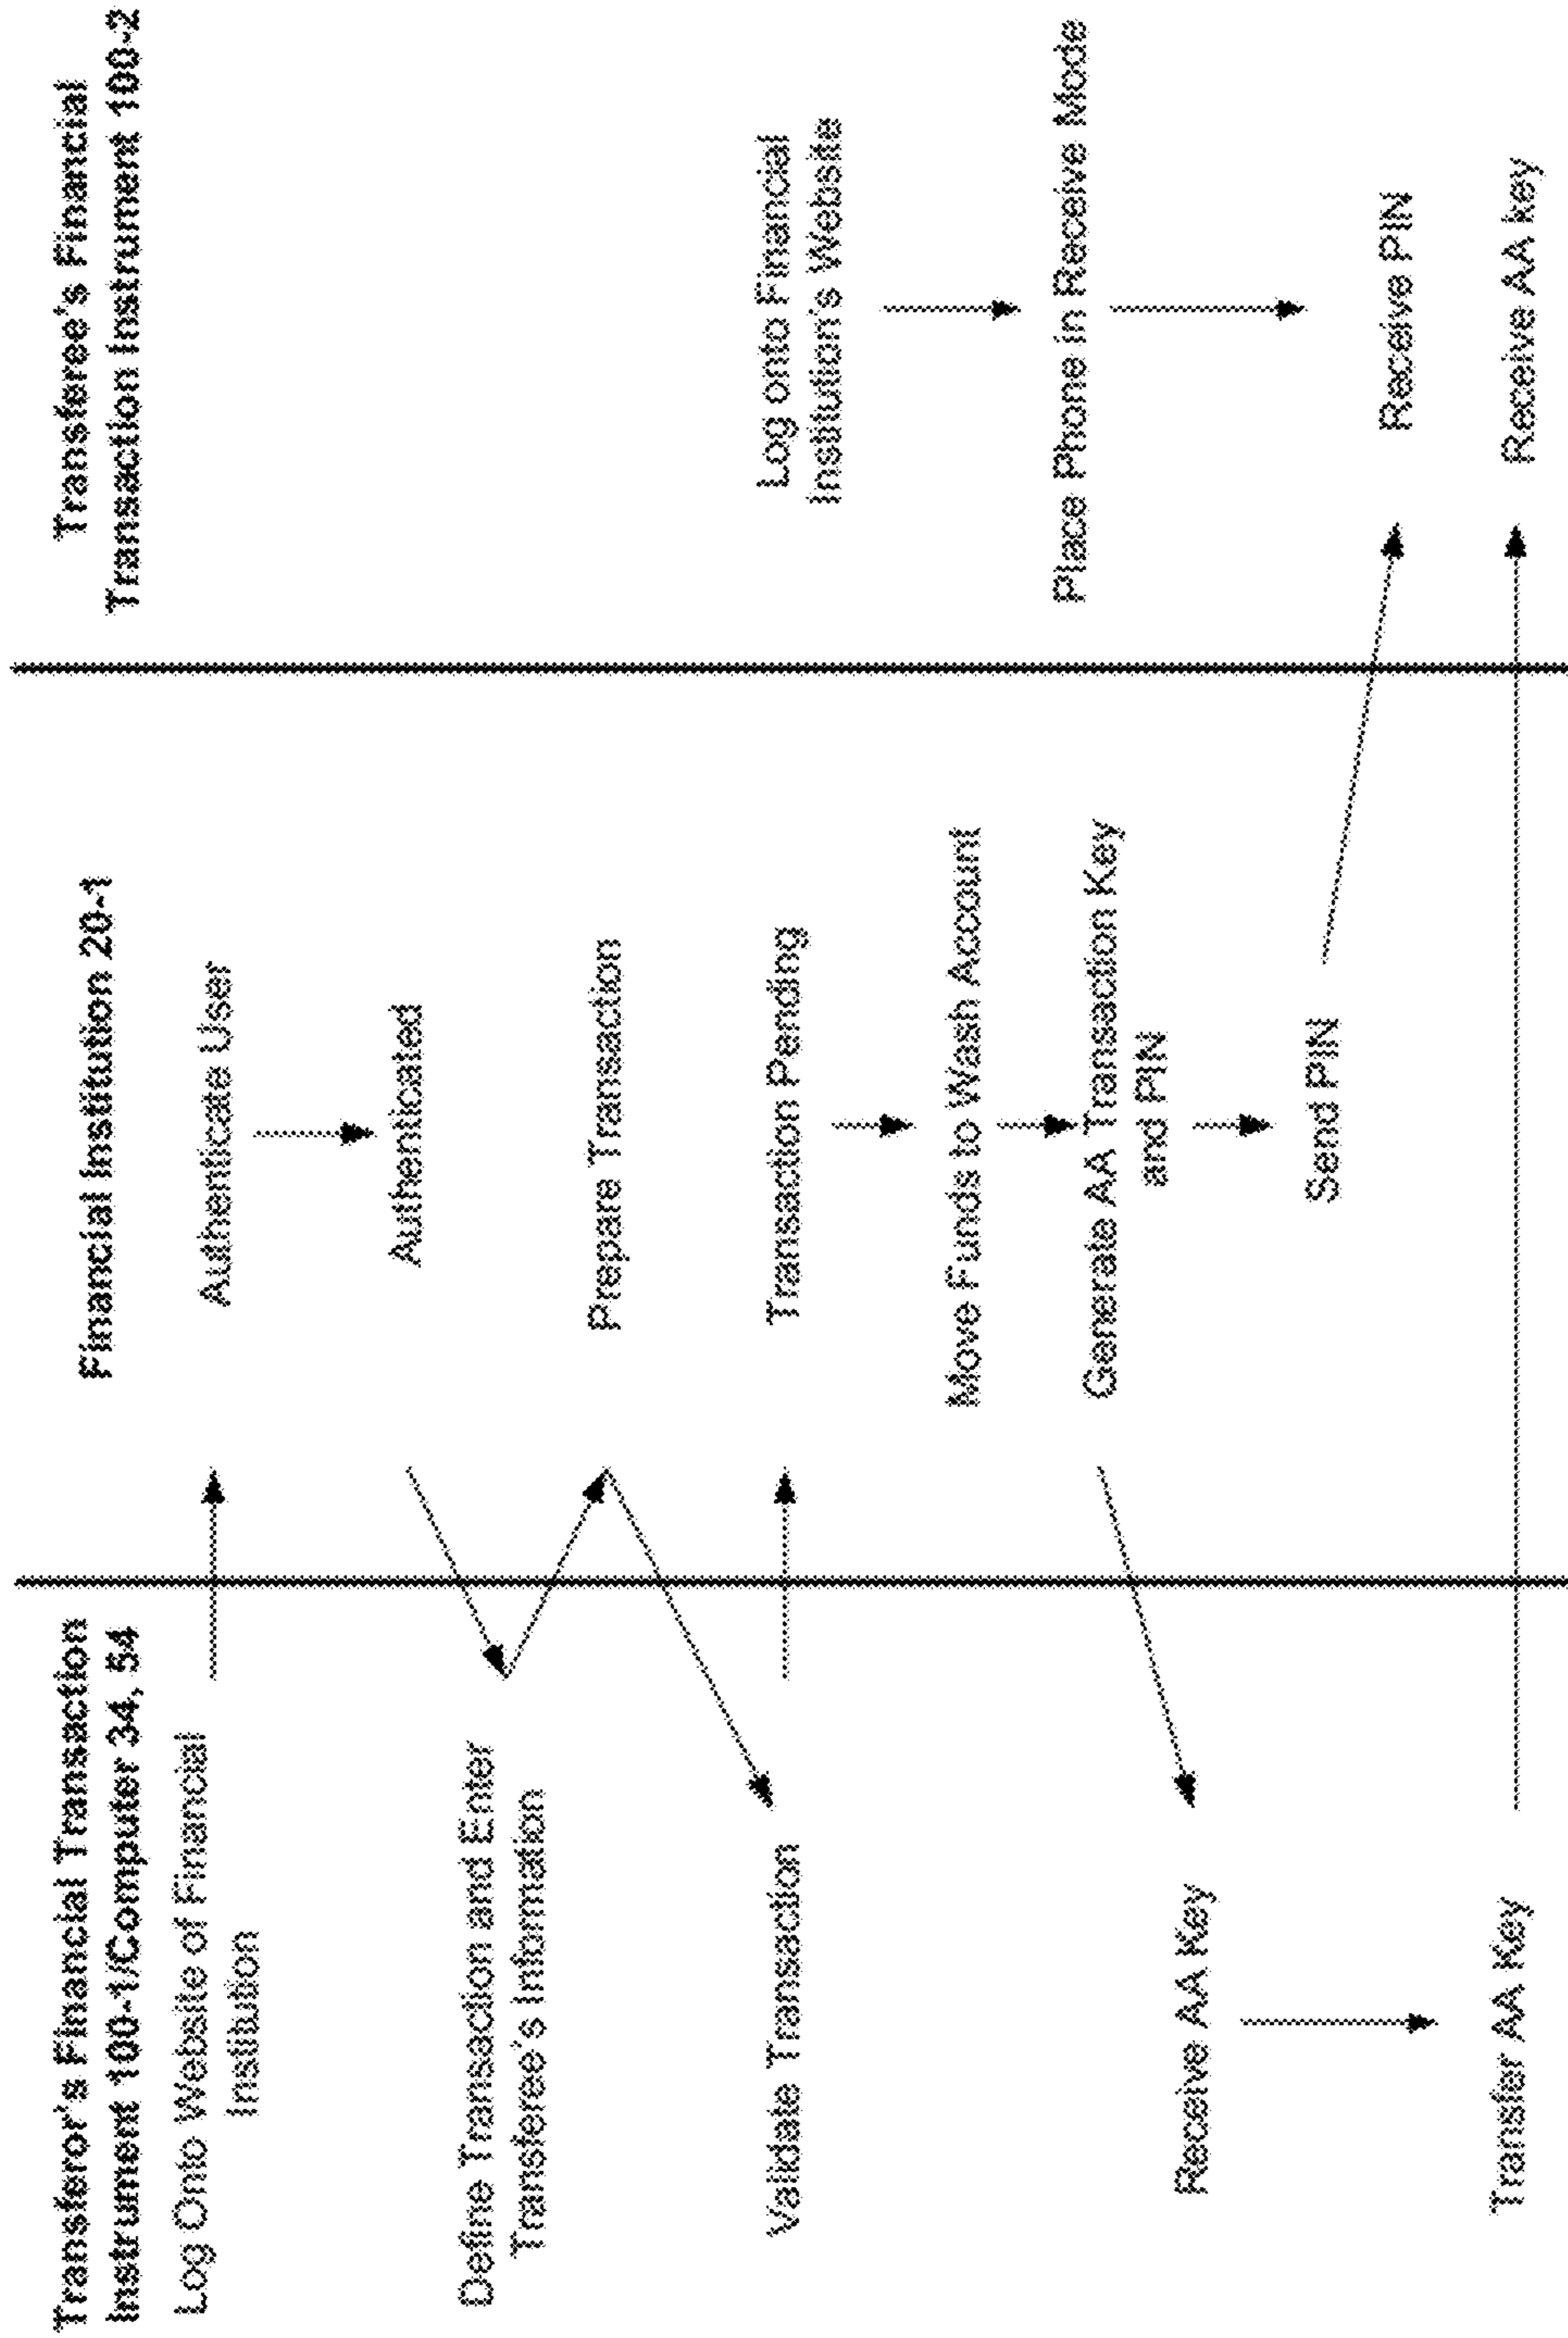 Transferor's Financial Transaction
Instrument 100-1/Computer 34, 54
Financial Institution 20-1
Transferee's Financial
Transaction Instrument 100-2
Log Onto Website of Financial
Institution
Authenticate User
Authenticated
Define Transaction and Enter
Transferee's Information
Prepare Transaction
Validate Transaction
Transaction Pending
Log onto Financial
Institution's Website
Move Funds to Wash Account
Place Phone in Receive Mode
Generate AA Transaction Key
and PIN
Receive AA Key
Send PIN
Receive PIN
Transfer AA Key
Receive AA key